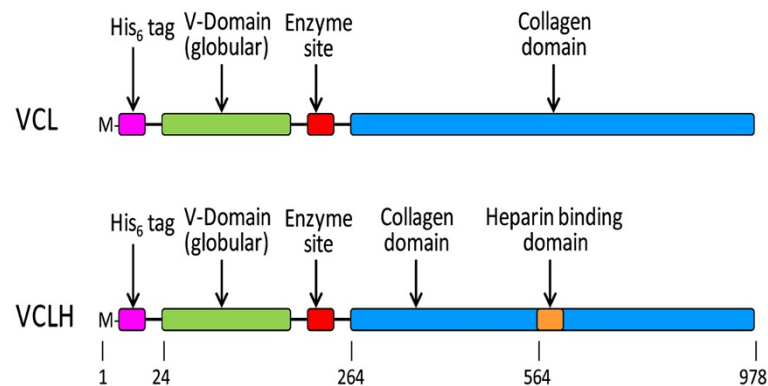 His₆ tag
V-Domain
(globular)
Enzyme
site
Collagen
domain
VCL
M-
His₆ tag
V-Domain
(globular)
Enzyme
site
Collagen
domain
Heparin binding
domain
VCLH
M-
1 24 264 564 978